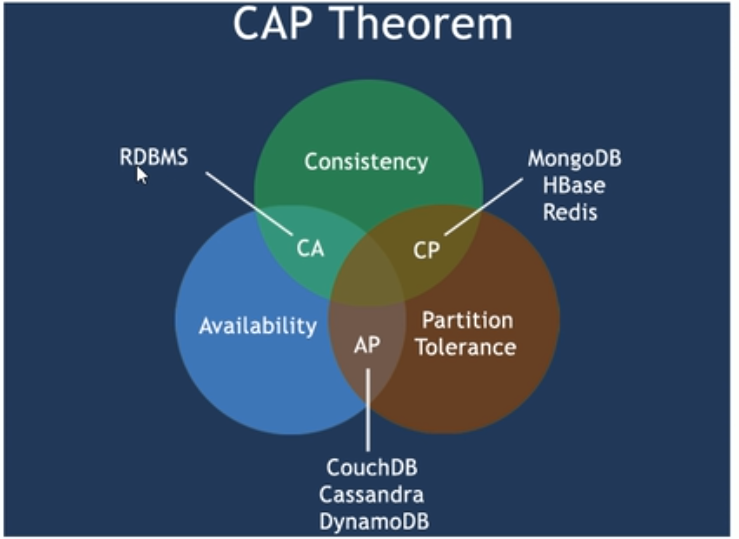 CAP Theorem
RDBMS
Consistency
MongoDB
HBase
Redis
CA
CP
Availability
Partition
Tolerance
AP
CouchDB
Cassandra
DynamoDB